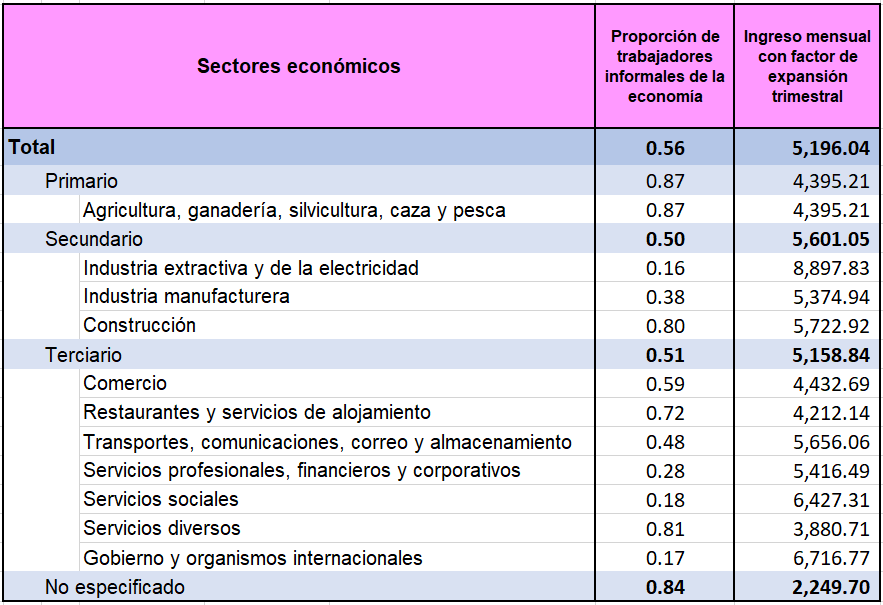 Sectores económicos
Proporción de
trabajadores
informales de la
economía
Ingreso mensual
con factor de
expansión
trimestral
Total 0.56 5,196.04
Primario 0.87 4,395.21
Agricultura, ganadería, silvicultura, caza y pesca 0.87 4,395.21
Secundario 0.50 5,601.05
Industria extractiva y de la electricidad 0.16 8,897.83
Industria manufacturera 0.38 5,374.94
Construcción 0.80 5,722.92
Terciario 0.51 5,158.84
Comercio 0.59 4,432.69
Restaurantes y servicios de alojamiento 0.72 4,212.14
Transportes, comunicaciones, correo y almacenamiento 0.48 5,656.06
Servicios profesionales, financieros y corporativos 0.28 5,416.49
Servicios sociales 0.18 6,427.31
Servicios diversos 0.81 3,880.71
Gobierno y organismos internacionales 0.17 6,716.77
No especificado 0.84 2,249.70